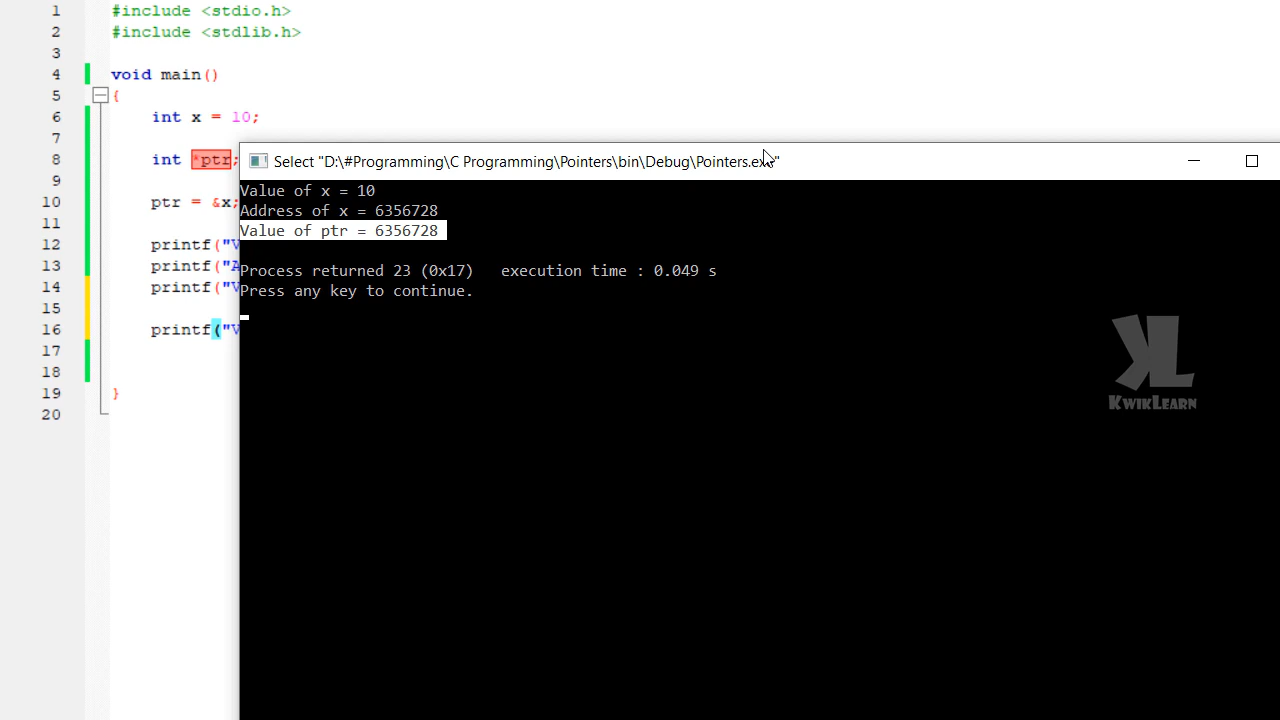 1 #include <stdio.h>
2 #include <stdlib.h>
3
4 void main()
5 {
6 int x = 10;
7
8 int *ptr;
9
10 ptr = &x;
11
12 printf("V
13 printf("A
14 printf("V
15
16 printf("V
17
18
19 }
20
Select "D:\#Programming\C Programming\Pointers\bin\Debug\Pointers.exe"
Value of x = 10
Address of x = 6356728
Value of ptr = 6356728
Process returned 23 (0x17) execution time : 0.049 s
Press any key to continue.
KL
KWIKLEARN